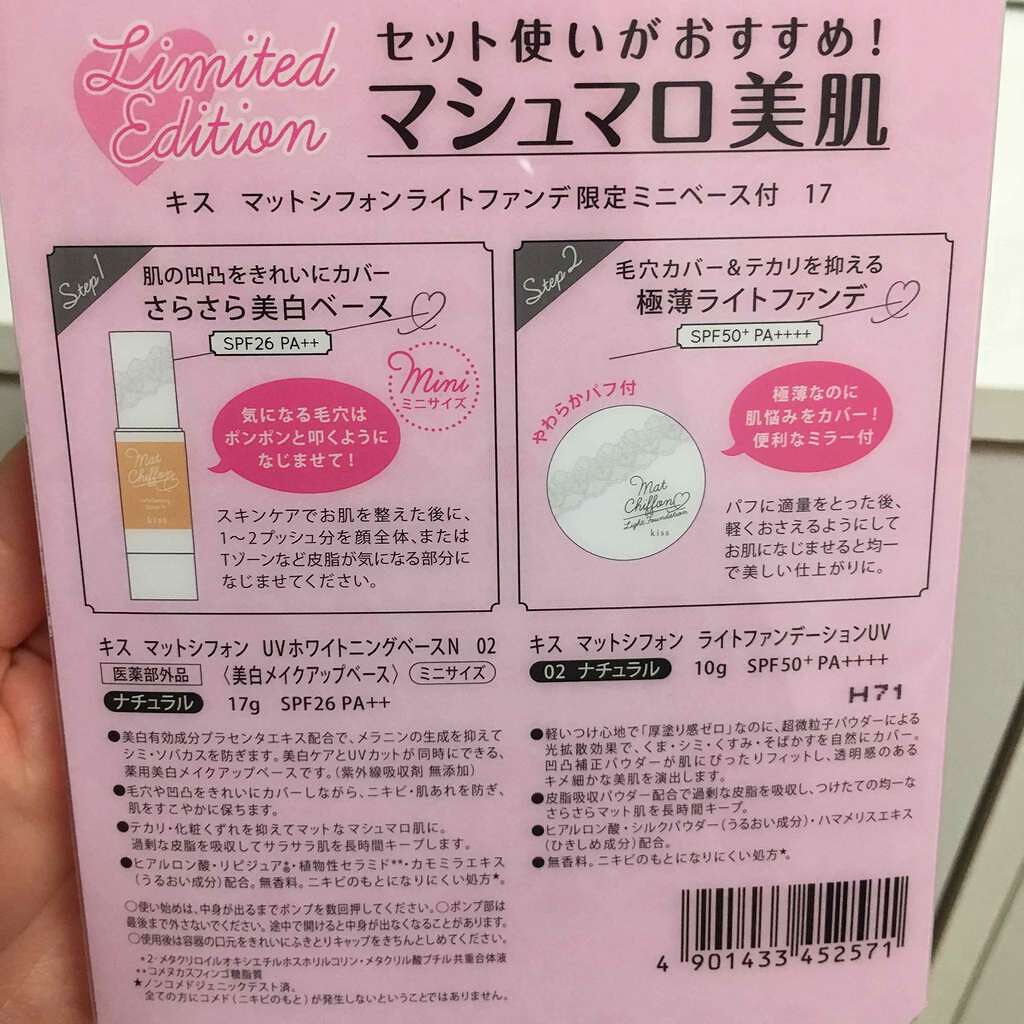 Limited
Edition
セット使いがおすすめ!
マシュマロ美肌
キス マットシフォンライトファンデ限定ミニベース付 17
Step1
肌の凹凸をきれいにカバー
さらさら美白ベース
SPF26 PA++
Mini
ミニサイズ
気になる毛穴は
ポンポンと叩くように
なじませて!
Mat
Chiffon
kiss
スキンケアでお肌を整えた後に、
1〜2プッシュ分を顔全体、または
Tゾーンなど皮脂が気になる部分に
なじませてください。
Step2
毛穴カバー&テカリを抑える
極薄ライトファンデ
SPF50+ PA++++
やわらかパフ付
極薄なのに
肌悩みをカバー!
便利なミラー付
Mat
Chiffon
Light Foundation
kiss
パフに適量をとった後、
軽くおさえるようにして
お肌になじませると均一
で美しい仕上がりに。
キス マットシフォン UVホワイトニングベースN 02
医薬部外品 〈美白メイクアップベース〉 ミニサイズ
ナチュラル 17g SPF26 PA++
●美白有効成分プラセンタエキス配合で、メラニンの生成を抑えて
シミ・ソバカスを防ぎます。美白ケアとUVカットが同時にできる、
薬用美白メイクアップベースです。(紫外線吸収剤 無添加)
●毛穴や凹凸をきれいにカバーしながら、ニキビ・肌あれを防ぎ、
肌をすこやかに保ちます。
●テカリ・化粧くずれを抑えてマットなマシュマロ肌に。
過剰な皮脂を吸収してサラサラ肌を長時間キープします。
●ヒアルロン酸・リピジュア®*・植物性セラミド**・カモミラエキス
(うるおい成分)配合。無香料。ニキビのもとになりにくい処方★。
○使い始めは、中身が出るまでポンプを数回押してください。○ポンプ部は
最後まで外さないでください。途中で開けると中身が出なくなることがあります。
○使用後は容器の口元をきれいにふきとりキャップをきちんとしめてください。
*2-メタクリロイルオキシエチルホスホリルコリン・メタクリル酸ブチル共重合体液
**コメヌカスフィンゴ糖脂質
★ノンコメドジェニックテスト済。
全ての方にコメド(ニキビのもと)が発生しないということではありません。
キス マットシフォン ライトファンデーションUV
02 ナチュラル 10g SPF50+ PA++++
H71
●軽いつけ心地で「厚塗り感ゼロ」なのに、超微粒子パウダーによる
光拡散効果で、くま・シミ・くすみ・そばかすを自然にカバー。
凹凸補正パウダーが肌にぴったりフィットし、透明感のある
キメ細かな美肌を演出します。
●皮脂吸収パウダー配合で過剰な皮脂を吸収し、つけたての均一な
さらさらマット肌を長時間キープ。
●ヒアルロン酸・シルクパウダー(うるおい成分)・ハマメリスエキス
(ひきしめ成分)配合。
●無香料。ニキビのもとになりにくい処方★。
4 901433 452571